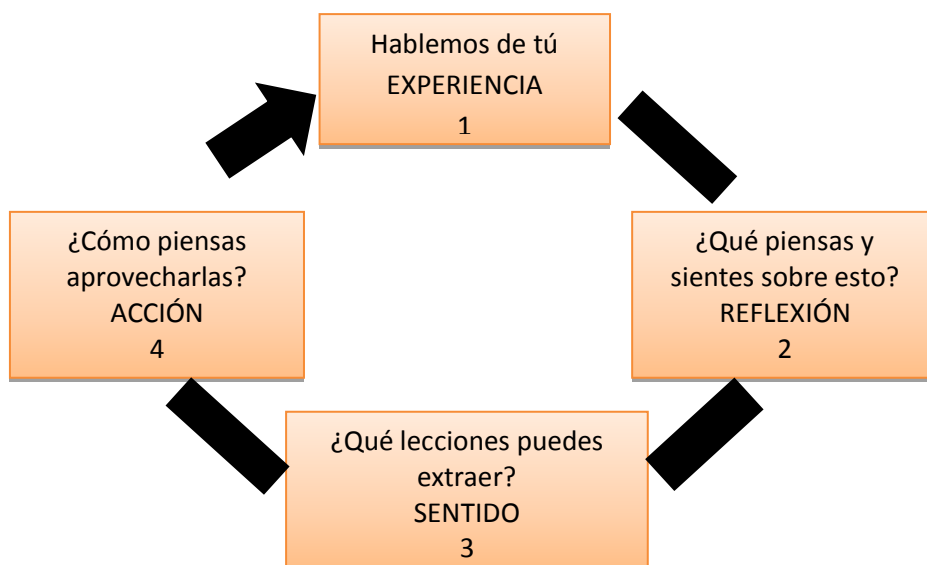 Hablemos de tú
EXPERIENCIA
1
¿Qué piensas y
sientes sobre esto?
REFLEXIÓN
2
¿Qué lecciones puedes
extraer?
SENTIDO
3
¿Cómo piensas
aprovecharlas?
ACCIÓN
4